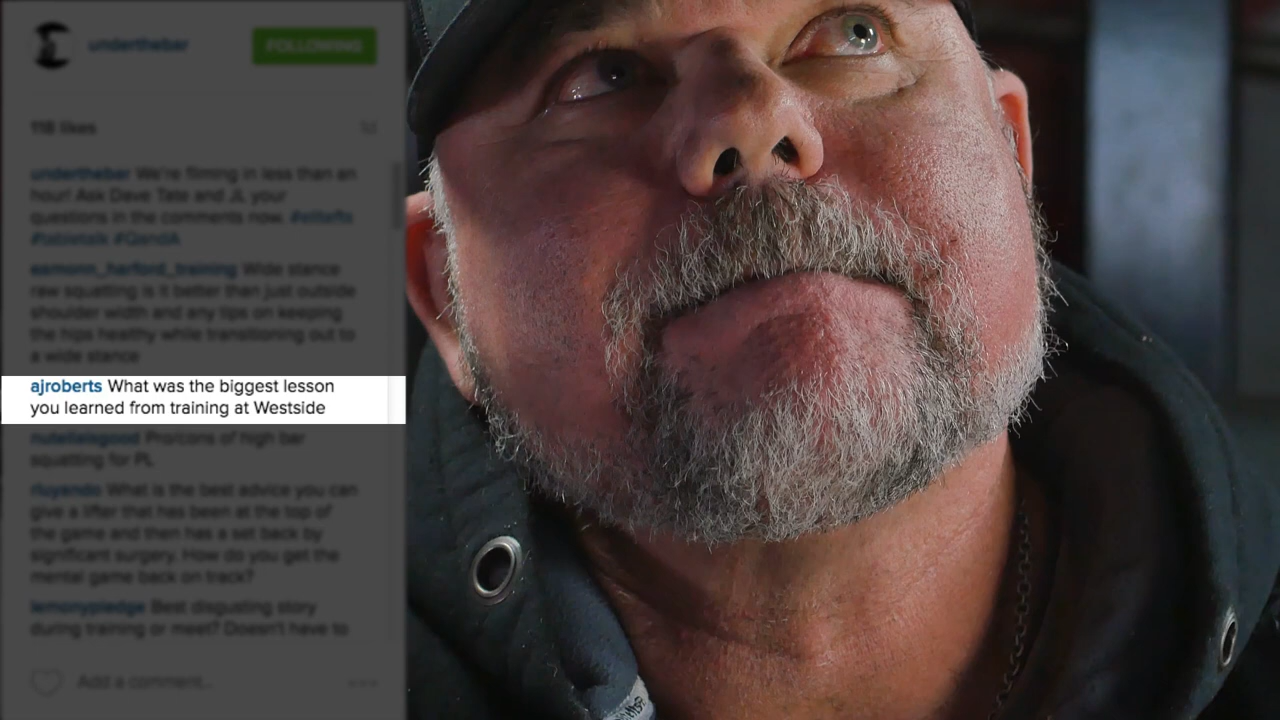 underthebar
FOLLOWING
118 likes
underthebar We're filming in less than an
hour! Ask Dave Tate and JL your
questions in the comments now. #elitefts
#tabletalk #QandA
eamonn_harford_training Wide stance
raw squatting is it better than just outside
shoulder width and any tips on keeping
the hips healthy while transitioning out to
a wide stance
ajroberts What was the biggest lesson
you learned from training at Westside
nutellaisgood Pro/cons of high bar
squatting for PL
rluyando What is the best advice you can
give a lifter that has been at the top of
the game and then has a set back by
significant surgery. How do you get the
mental game back on track?
lemonypledge Best disgusting story
during training or meet? Doesn't have to
Add a comment...